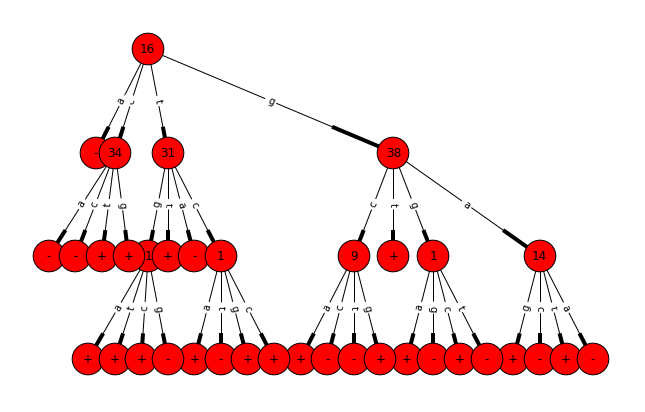 16
a c t g
34 31 38
a c t g g t a c c t g a
- - + + 1 + - 1 9 + 1 14
a t c g a t g c a c t g a g c t g c t a
+ + + - + - + + + - - + + - + - + - + -